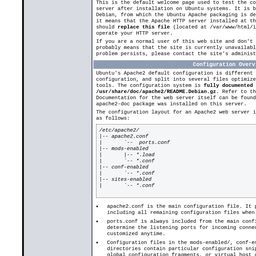 This is the default welcome page used to test the co
server after installation on Ubuntu systems. It is b
Debian, from which the Ubuntu Apache packaging is de
it means that the Apache HTTP server installed at th
should replace this file (located at /var/www/html/i
operate your HTTP server.
If you are a normal user of this web site and don't
probably means that the site is currently unavailabl
problem persists, please contact the site's administ
Configuration Overv
Ubuntu's Apache2 default configuration is different
configuration, and split into several files optimize
tools. The configuration system is fully documented
/usr/share/doc/apache2/README.Debian.gz. Refer to th
Documentation for the web server itself can be found
apache2-doc package was installed on this server.
The configuration layout for an Apache2 web server i
as follows:
/etc/apache2/
|-- apache2.conf
|       `--  ports.conf
|-- mods-enabled
|       |-- *.load
|       `-- *.conf
|-- conf-enabled
|       `-- *.conf
|-- sites-enabled
|       `-- *.conf
• apache2.conf is the main configuration file. It p
including all remaining configuration files when
• ports.conf is always included from the main confi
determine the listening ports for incoming connec
customized anytime.
• Configuration files in the mods-enabled/, conf-en
directories contain particular configuration snip
global configuration fragments, or virtual host c